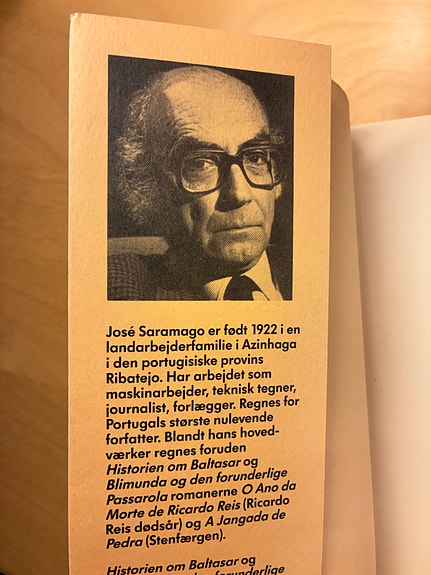 José Saramago er født 1922 i en
landarbejderfamilie i Azinhaga
i den portugisiske provins
Ribatejo. Har arbejdet som
maskinarbejder, teknisk tegner,
journalist, forlægger. Regnes for
Portugals største nulevende
forfatter. Blandt hans hoved-
værker regnes foruden
Historien om Baltasar og
Blimunda og den forunderlige
Passarola romanerne O Ano da
Morte de Ricardo Reis (Ricardo
Reis dødsår) og A Jangada de
Pedra (Stenfærgen).
Historien om Baltasar og
den forunderlige